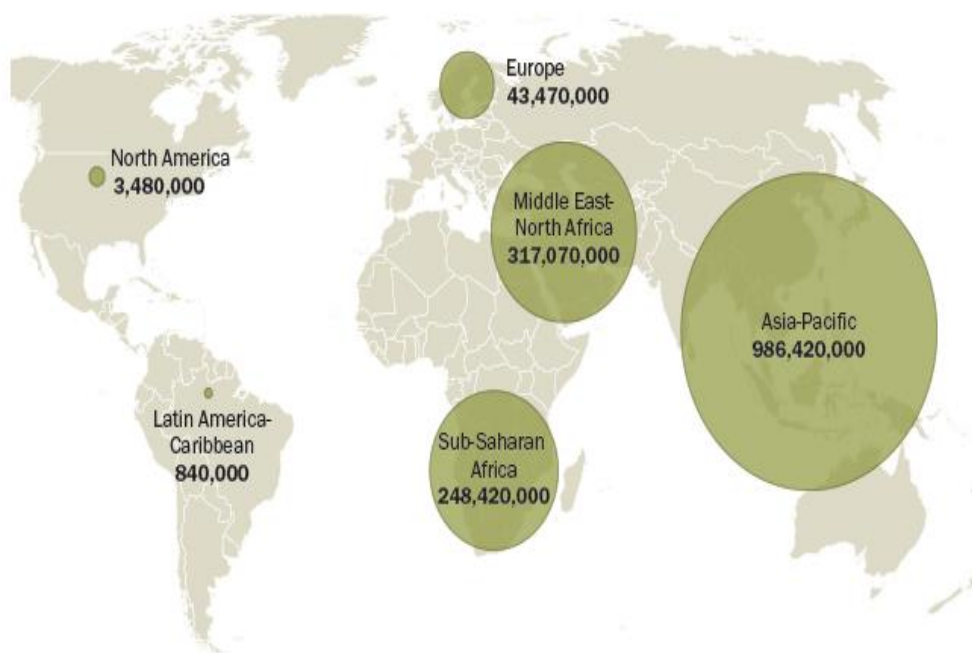 Europe
43,470,000
North America
3,480,000
Middle East-
North Africa
317,070,000
Asia-Pacific
986,420,000
Latin America-
Caribbean
840,000
Sub-Saharan
Africa
248,420,000